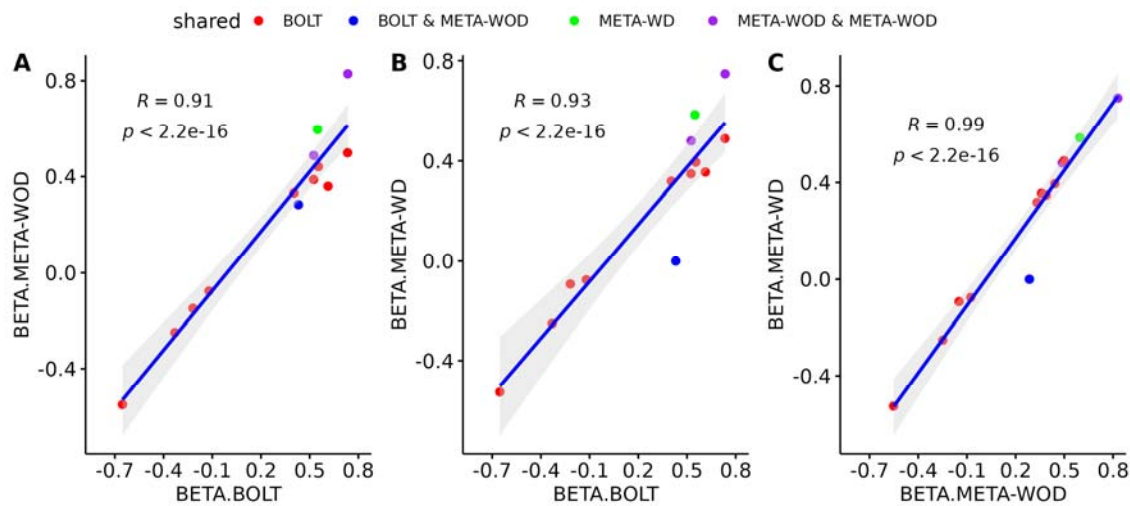 shared BOLT BOLT & META-WOD META-WD META-WOD & META-WOD
A
R = 0.91
p < 2.2e-16
BETA.META-WOD
0.8
0.4
0.0
-0.4
-0.7 -0.4 -0.1 0.2 0.5 0.8
BETA.BOLT
B
R = 0.93
p < 2.2e-16
BETA.META-WD
0.8
0.4
0.0
-0.4
-0.7 -0.4 -0.1 0.2 0.5 0.8
BETA.BOLT
C
R = 0.99
p < 2.2e-16
BETA.META-WD
0.8
0.4
0.0
-0.4
-0.7 -0.4 -0.1 0.2 0.5 0.8
BETA.META-WOD